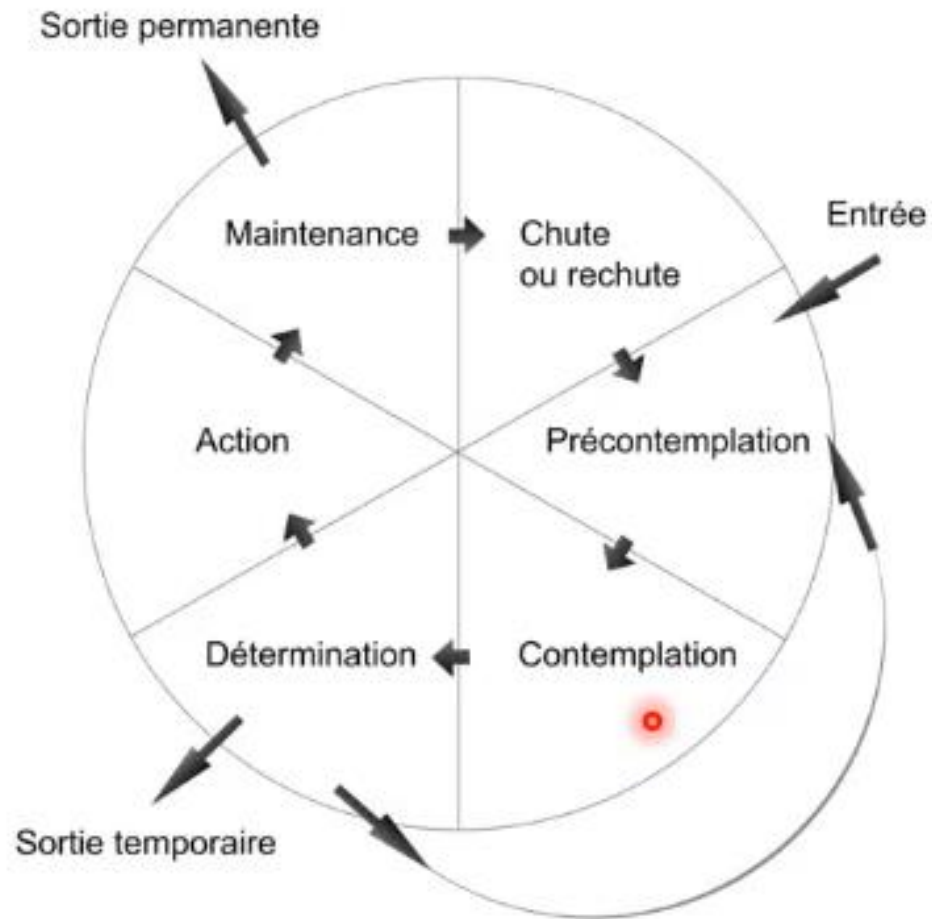 Sortie permanente
Entrée
Maintenance
Chute
ou rechute
Action
Précontemplation
Détermination
Contemplation
Sortie temporaire